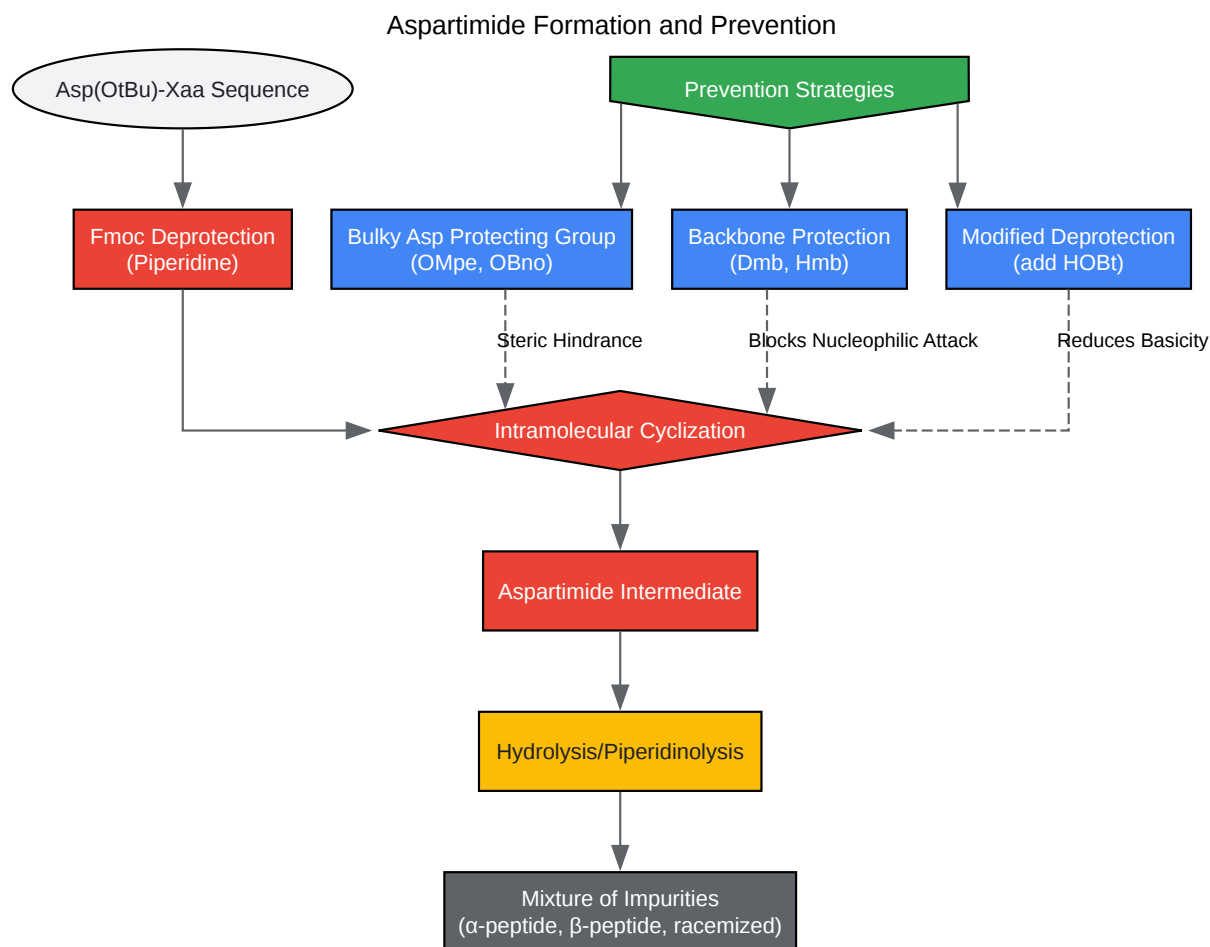 Aspartimide Formation and Prevention
Asp(OtBu)-Xaa Sequence
Prevention Strategies
Fmoc Deprotection
(Piperidine)
Bulky Asp Protecting Group
(OMpe, OBno)
Backbone Protection
(Dmb, Hmb)
Modified Deprotection
(add HOBt)
Steric Hindrance
Blocks Nucleophilic Attack
Reduces Basicity
Intramolecular Cyclization
Aspartimide Intermediate
Hydrolysis/Piperidinolysis
Mixture of Impurities
(α-peptide, β-peptide, racemized)